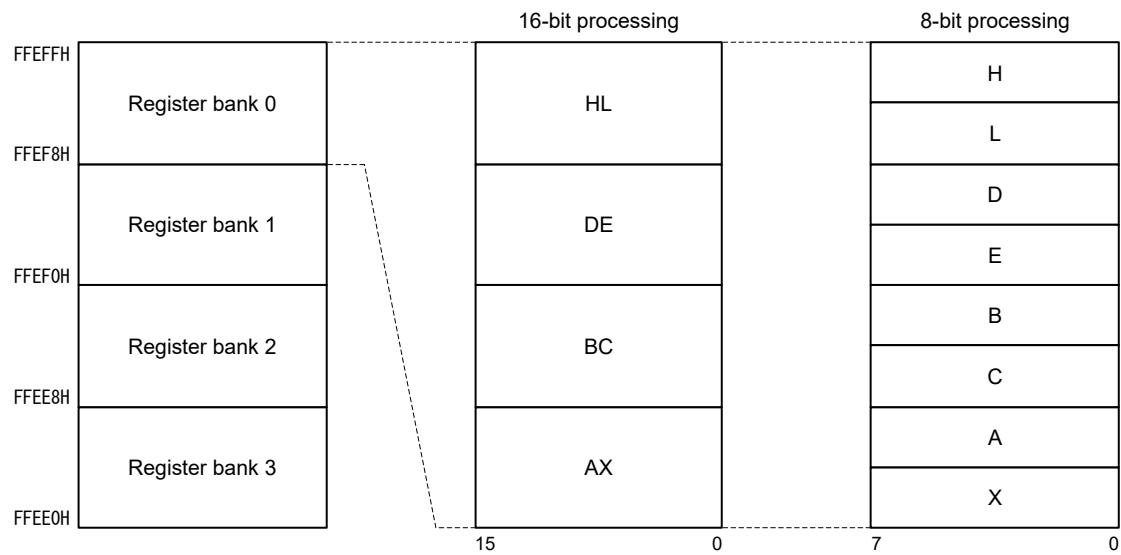 16-bit processing 8-bit processing
FFEFFH
Register bank 0 HL H
L
FFEF8H
Register bank 1 DE D
E
FFEF0H
Register bank 2 BC B
C
FFEE8H
Register bank 3 AX A
X
FFEE0H
15 0 7 0